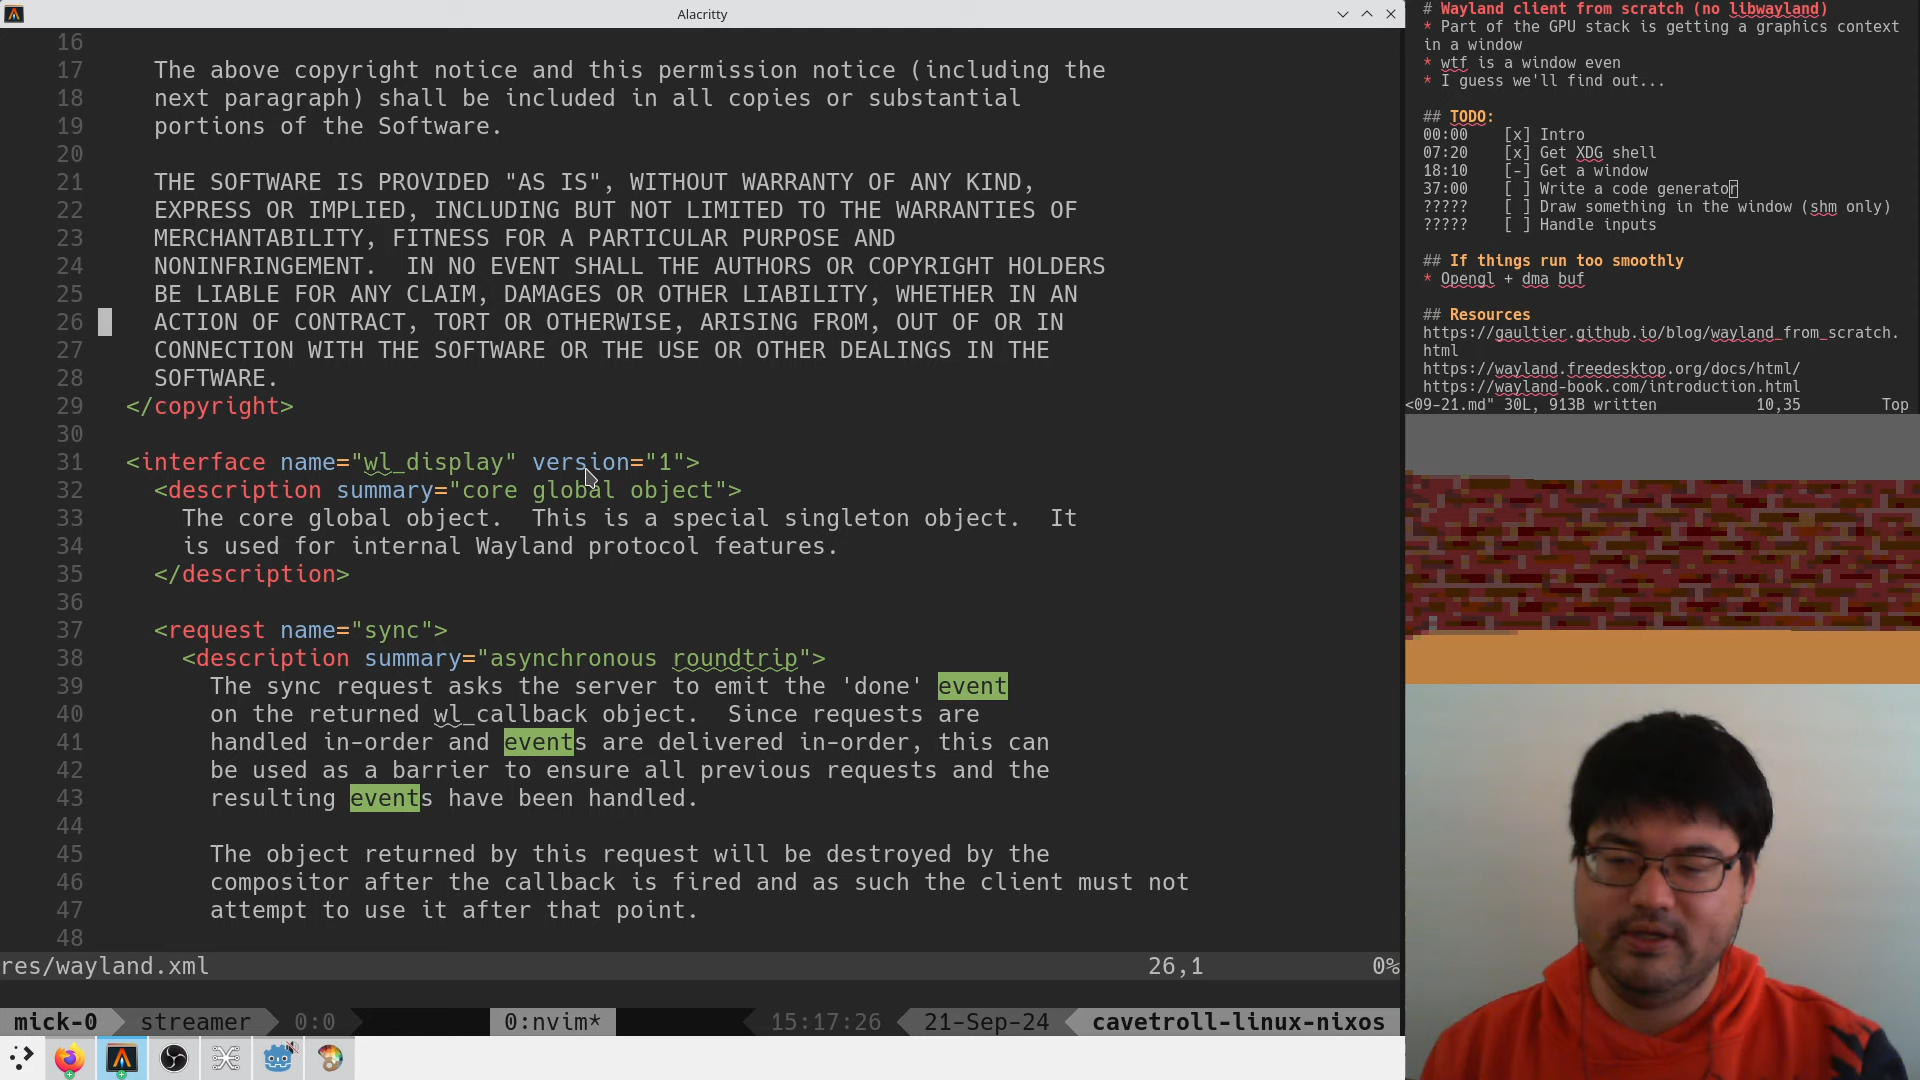 Alacritty
16
17 The above copyright notice and this permission notice (including the
18 next paragraph) shall be included in all copies or substantial
19 portions of the Software.
20
21 THE SOFTWARE IS PROVIDED "AS IS", WITHOUT WARRANTY OF ANY KIND,
22 EXPRESS OR IMPLIED, INCLUDING BUT NOT LIMITED TO THE WARRANTIES OF
23 MERCHANTABILITY, FITNESS FOR A PARTICULAR PURPOSE AND
24 NONINFRINGEMENT.  IN NO EVENT SHALL THE AUTHORS OR COPYRIGHT HOLDERS
25 BE LIABLE FOR ANY CLAIM, DAMAGES OR OTHER LIABILITY, WHETHER IN AN
26 ACTION OF CONTRACT, TORT OR OTHERWISE, ARISING FROM, OUT OF OR IN
27 CONNECTION WITH THE SOFTWARE OR THE USE OR OTHER DEALINGS IN THE
28 SOFTWARE.
29 </copyright>
30
31 <interface name="wl_display" version="1">
32 <description summary="core global object">
33 The core global object.  This is a special singleton object.  It
34 is used for internal Wayland protocol features.
35 </description>
36
37 <request name="sync">
38 <description summary="asynchronous roundtrip">
39 The sync request asks the server to emit the 'done' event
40 on the returned wl_callback object.  Since requests are
41 handled in-order and events are delivered in-order, this can
42 be used as a barrier to ensure all previous requests and the
43 resulting events have been handled.
44
45 The object returned by this request will be destroyed by the
46 compositor after the callback is fired and as such the client must not
47 attempt to use it after that point.
48
res/wayland.xml 26,1 0%
mick-0 streamer 0:0 0:nvim* 15:17:26 21-Sep-24 cavetroll-linux-nixos
# Wayland client from scratch (no libwayland)
* Part of the GPU stack is getting a graphics context
in a window
* wtf is a window even
* I guess we'll find out...
## TODO:
00:00 [x] Intro
07:20 [x] Get XDG shell
18:10 [-] Get a window
37:00 [ ] Write a code generator
????? [ ] Draw something in the window (shm only)
????? [ ] Handle inputs
## If things run too smoothly
* Opengl + dma buf
## Resources
https://gaultier.github.io/blog/wayland_from_scratch.
html
https://wayland.freedesktop.org/docs/html/
https://wayland-book.com/introduction.html
<09-21.md" 30L, 913B written 10,35 Top